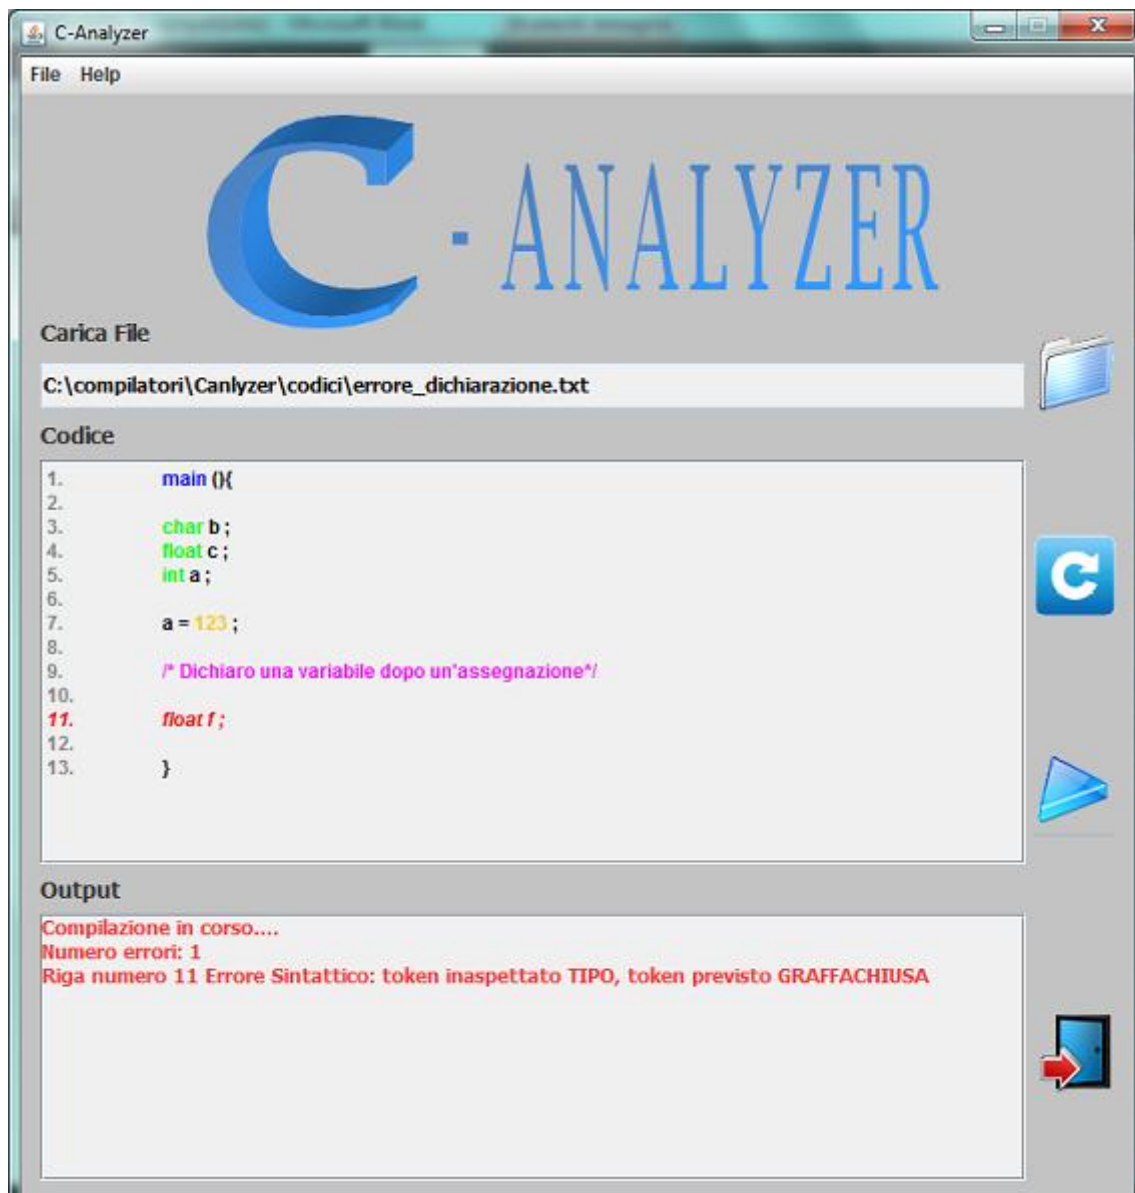 C-Analyzer
File Help
C - ANALYZER
Carica File
C:\compilatori\Canlyzer\codici\errore_dichiarazione.txt
Codice
1. main (){
2.
3. char b ;
4. float c ;
5. int a ;
6.
7. a = 123 ;
8.
9. /* Dichiaro una variabile dopo un'assegnazione*/
10.
11. float f ;
12.
13. }
Output
Compilazione in corso....
Numero errori: 1
Riga numero 11 Errore Sintattico: token inaspettato TIPO, token previsto GRAFFACHIUSA